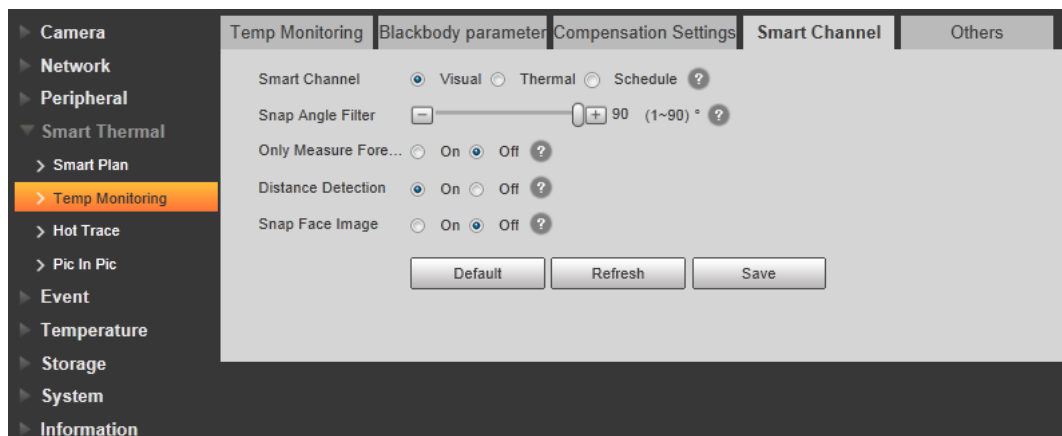 Camera
Network
Peripheral
Smart Thermal
Smart Plan
Temp Monitoring
Hot Trace
Pic In Pic
Event
Temperature
Storage
System
Information
Temp Monitoring Blackbody parameter Compensation Settings Smart Channel Others
Smart Channel Visual Thermal Schedule ?
Snap Angle Filter − + 90 (1~90) ° ?
Only Measure Fore... On Off ?
Distance Detection On Off ?
Snap Face Image On Off ?
Default Refresh Save